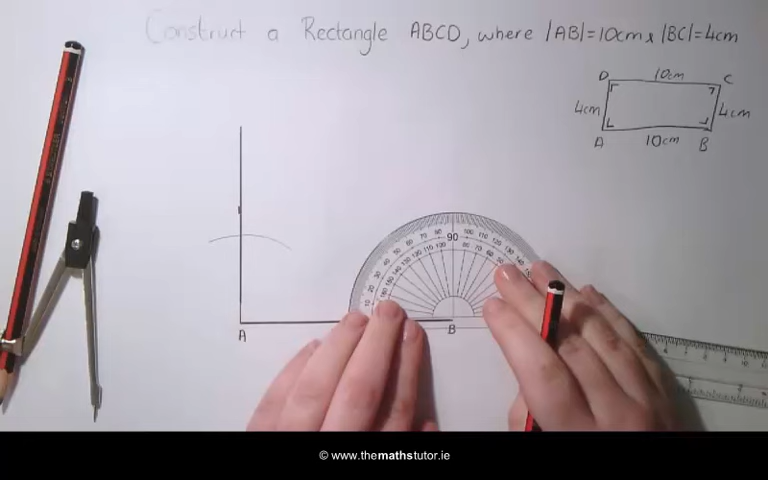 Construct a Rectangle ABCD, where |AB|=10cm & |BC|=4cm
D 10cm C
4cm 4cm
A 10cm B
90
A B
© www.themathstutor.ie